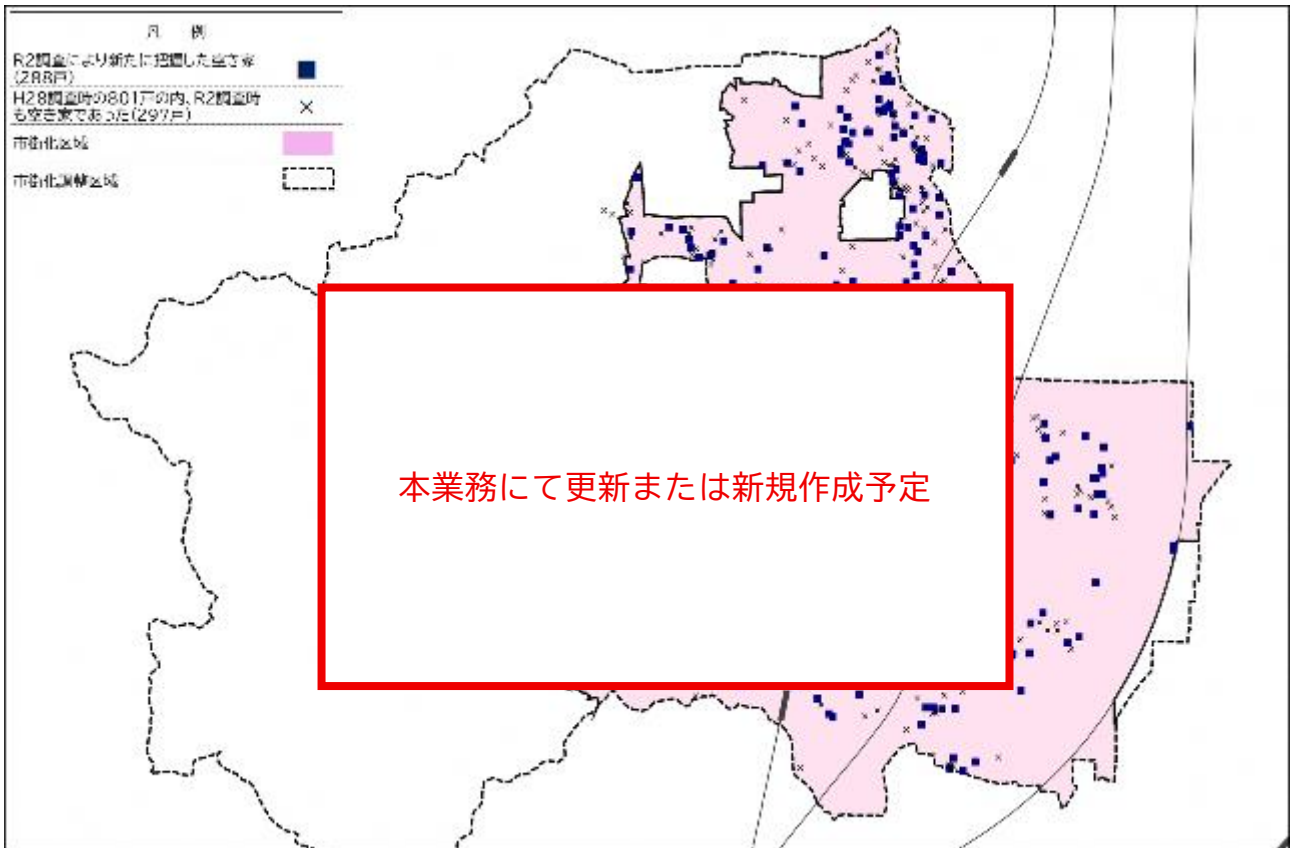 凡 例
R2調査により新たに把握した空き家
(288戸)
H28調査時の801戸の内、R2調査時
も空き家であった(297戸)
市街化区域
市街化調整区域
本業務にて更新または新規作成予定